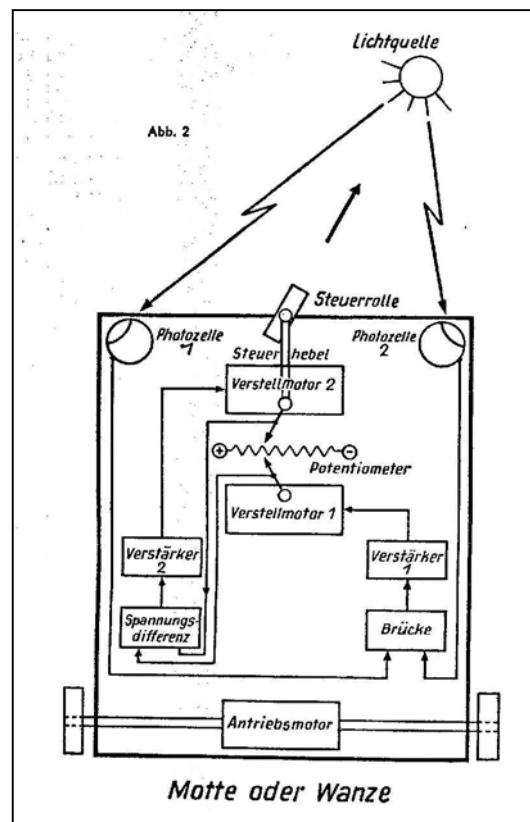 Lichtquelle
Abb. 2
Steuerrolle
Photozelle
1
Photozelle
2
Steuerhebel
Verstellmotor 2
+
-
Potentiometer
Verstellmotor 1
Verstärker
2
Verstärker
1
Spannungs-
differenz
Brücke
Antriebsmotor
Motte oder Wanze